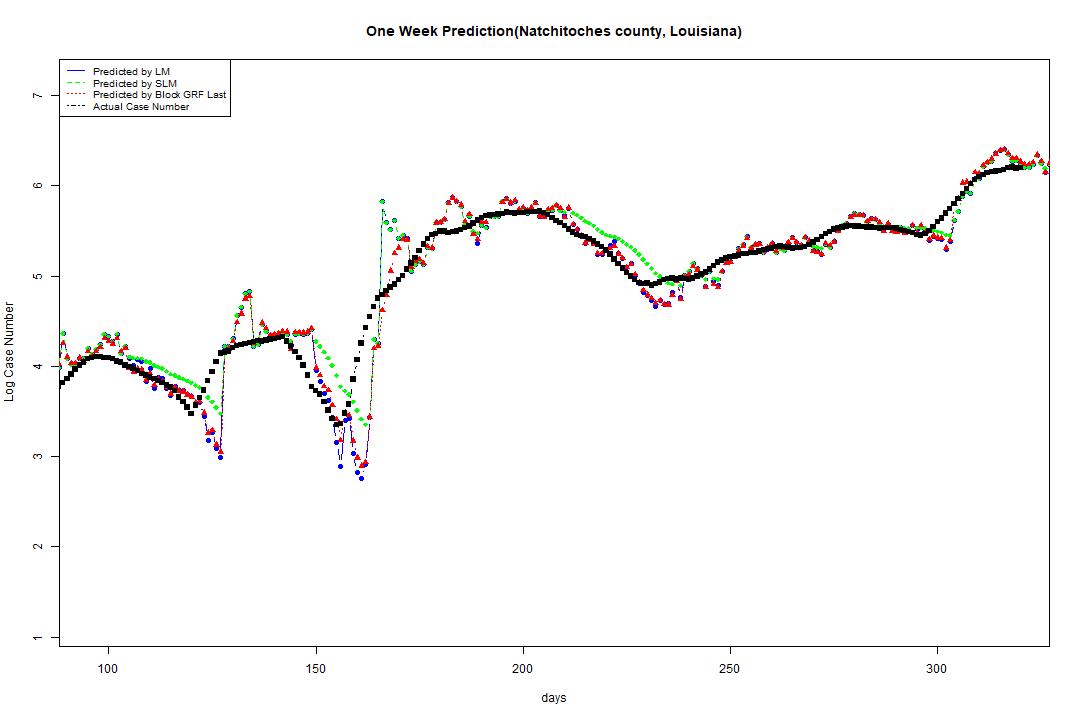 One Week Prediction(Natchitoches county, Louisiana)
Predicted by LM
Predicted by SLM
Predicted by Block GRF Last
Actual Case Number
7
6
5
4
3
2
1
Log Case Number
100 150 200 250 300
days